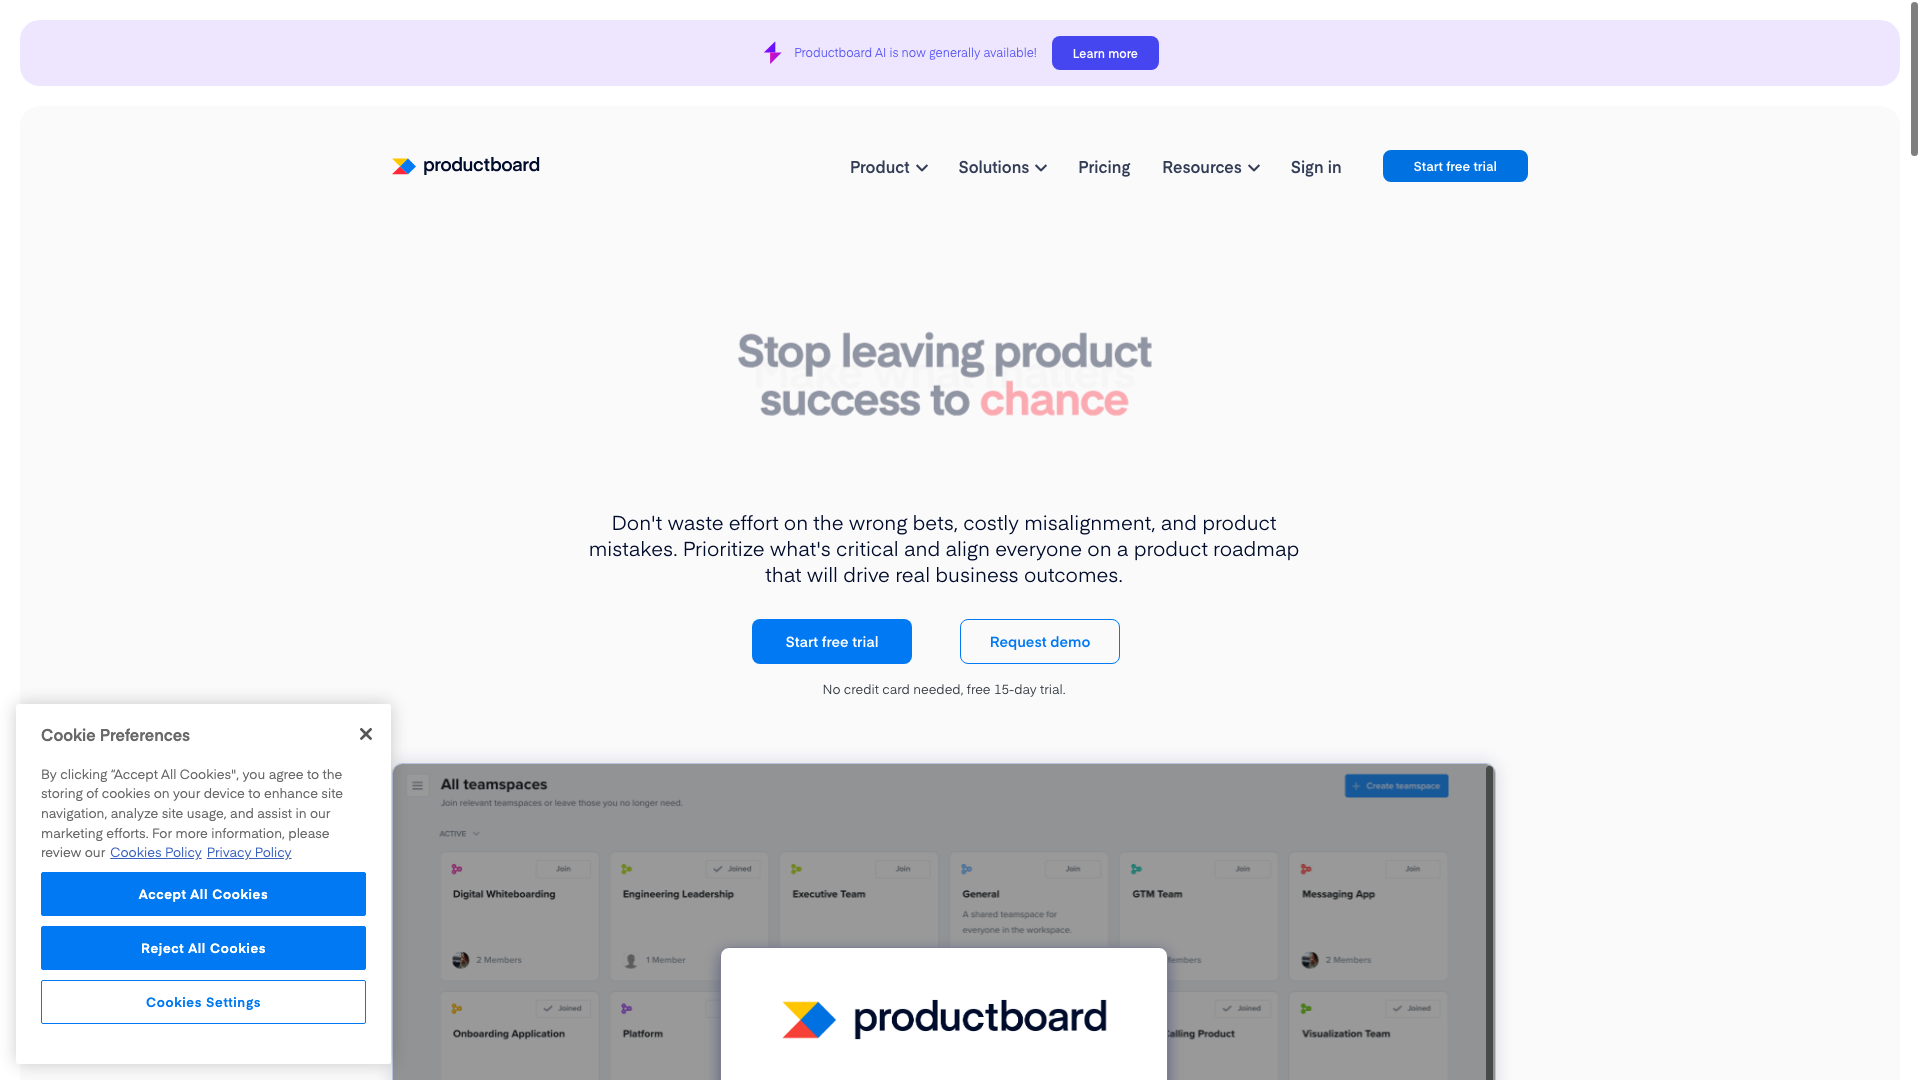 Productboard AI is now generally available!
Learn more
productboard
Product
Solutions
Pricing
Resources
Sign in
Start free trial
Stop leaving product
success to chance
Don't waste effort on the wrong bets, costly misalignment, and product
mistakes. Prioritize what's critical and align everyone on a product roadmap
that will drive real business outcomes.
Start free trial
Request demo
No credit card needed, free 15-day trial.
Cookie Preferences
By clicking “Accept All Cookies”, you agree to the
storing of cookies on your device to enhance site
navigation, analyze site usage, and assist in our
marketing efforts. For more information, please
review our Cookies Policy Privacy Policy
Accept All Cookies
Reject All Cookies
Cookies Settings
All teamspaces
Join relevant teamspaces or leave those you no longer need.
+ Create teamspace
ACTIVE
Join
Digital Whiteboarding
2 Members
Joined
Engineering Leadership
1 Member
Join
Executive Team
Join
General
A shared teamspace for
everyone in the workspace.
Join
GTM Team
Members
Join
Messaging App
2 Members
Joined
Onboarding Application
Platform
Joined
Calling Product
Joined
Visualization Team
productboard